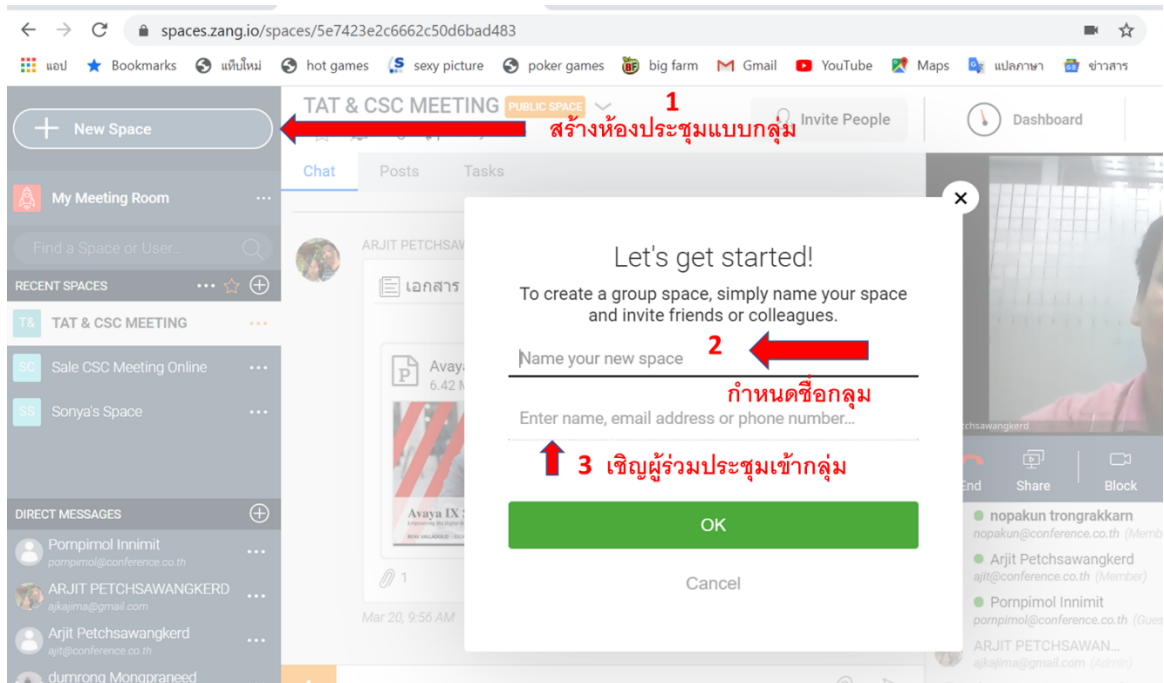 spaces.zang.io/spaces/5e7423e2c6662c50d6bad483
แอป Bookmarks แท็บใหม่ hot games sexy picture poker games big farm Gmail YouTube Maps แปลภาษา ข่าวสาร
New Space
TAT & CSC MEETING PUBLIC SPACE
1
สร้างห้องประชุมแบบกลุ่ม
Invite People
Dashboard
Chat Posts Tasks
My Meeting Room
Find a Space or User...
RECENT SPACES
T& TAT & CSC MEETING
SC Sale CSC Meeting Online
SS Sonya's Space
DIRECT MESSAGES
Pornpimol Innimit
pornpimol@conference.co.th
ARJIT PETCHSAWANGKERD
ajkajima@gmail.com
Arjit Petchsawangkerd
ajit@conference.co.th
dumrong Mongpraneed
ARJIT PETCHSAW
เอกสาร
Avaya
6.42 M
Avaya IX
1
Mar 20, 9:56 AM
Let's get started!
To create a group space, simply name your space
and invite friends or colleagues.
Name your new space
2
กำหนดชื่อกลุม
Enter name, email address or phone number...
3 เชิญผู้ร่วมประชุมเข้ากลุ่ม
OK
Cancel
chsawangkerd
End Share Block
nopakun trongrakkarn
nopakun@conference.co.th (Memb
Arjit Petchsawangkerd
ajit@conference.co.th (Member)
Pornpimol Innimit
pornpimol@conference.co.th (Gues
ARJIT PETCHSAWAN...
ajkajima@gmail.com (Admin)